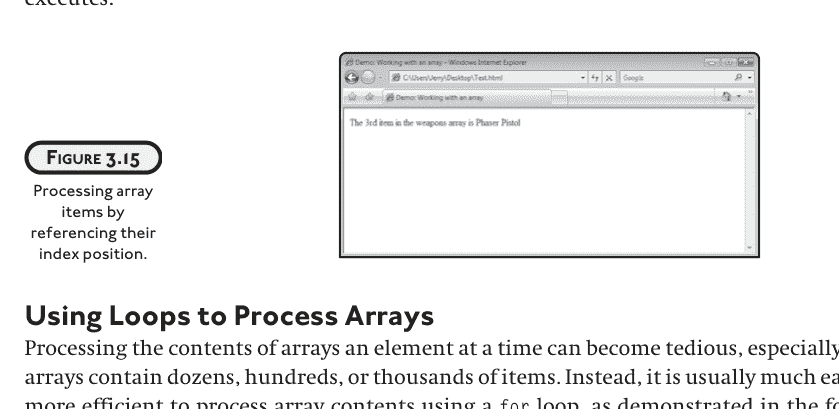 executes.
Demo: Working with an array - Windows Internet Explorer
C:\Users\Jerry\Desktop\Test.html
Google
Demo: Working with an array
The 3rd item in the weapons array is Phaser Pistol
FIGURE 3.15
Processing array
items by
referencing their
index position.
Using Loops to Process Arrays
Processing the contents of arrays an element at a time can become tedious, especially
arrays contain dozens, hundreds, or thousands of items. Instead, it is usually much ea
more efficient to process array contents using a for loop, as demonstrated in the fo